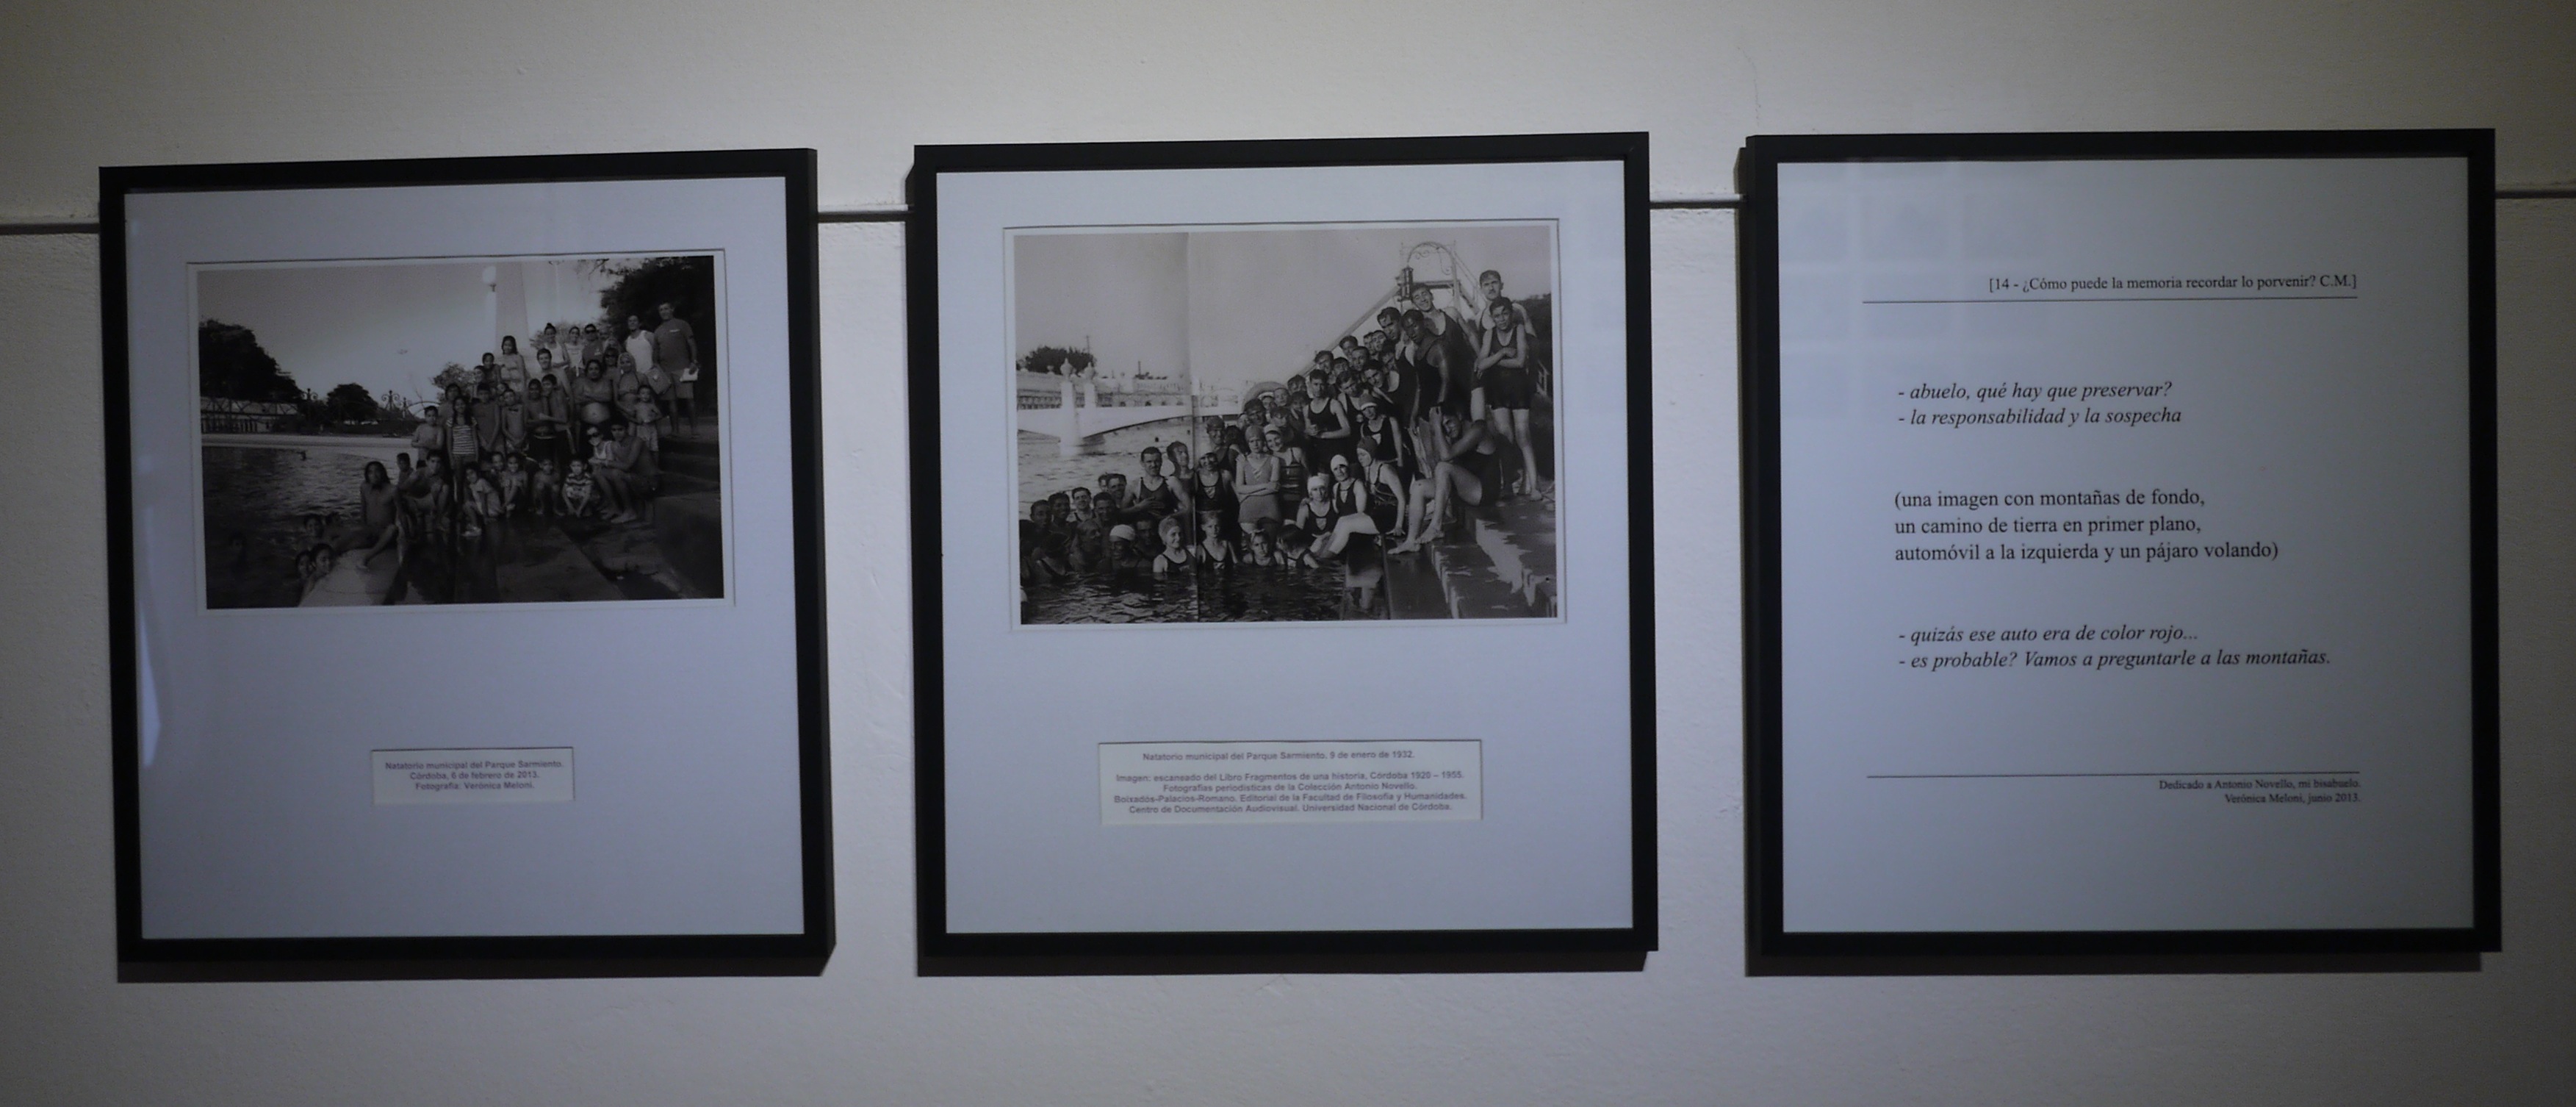 Natatorio municipal del Parque Sarmiento.
Córdoba, 6 de febrero de 2013.
Fotografía: Verónica Meloni.
Natatorio municipal del Parque Sarmiento, 9 de enero de 1932.
Imagen: escaneado del Libro Fragmentos de una historia, Córdoba 1920 – 1955.
Fotografías periodísticas de la Colección Antonio Novello.
Boixadós-Palacios-Romano. Editorial de la Facultad de Filosofía y Humanidades.
Centro de Documentación Audiovisual. Universidad Nacional de Córdoba.
[14 - ¿Cómo puede la memoria recordar lo porvenir? C.M.]
- abuelo, qué hay que preservar?
- la responsabilidad y la sospecha
(una imagen con montañas de fondo,
un camino de tierra en primer plano,
automóvil a la izquierda y un pájaro volando)
- quizás ese auto era de color rojo...
- es probable? Vamos a preguntarle a las montañas.
Dedicado a Antonio Novello, mi bisabuelo.
Verónica Meloni, junio 2013.